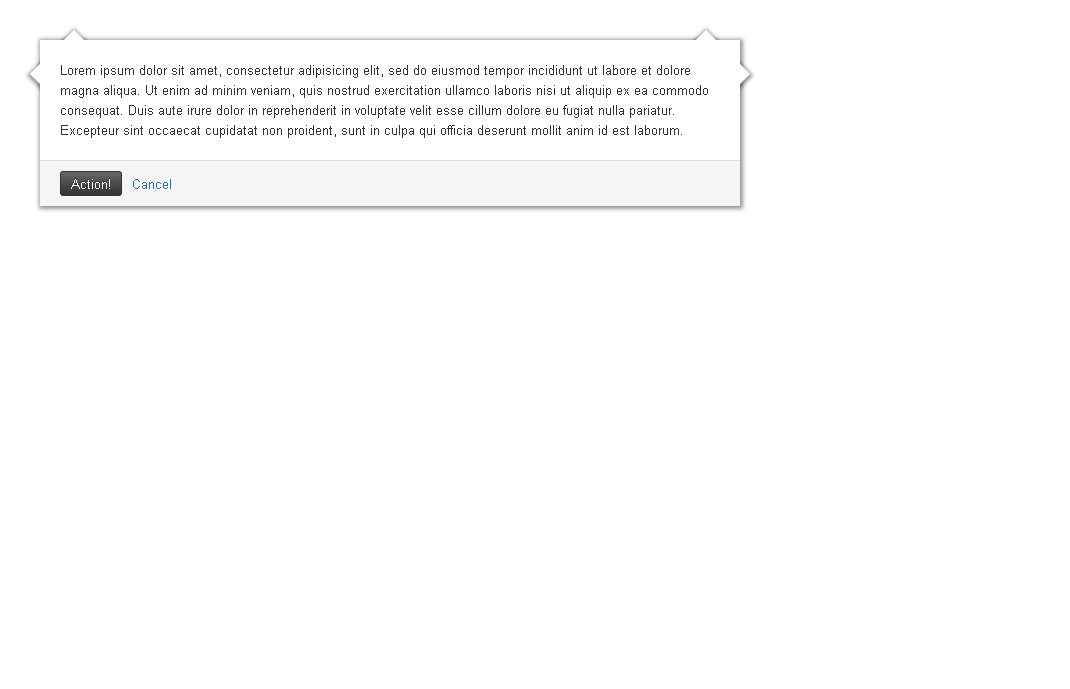 Lorem ipsum dolor sit amet, consectetur adipisicing elit, sed do eiusmod tempor incididunt ut labore et dolore
magna aliqua. Ut enim ad minim veniam, quis nostrud exercitation ullamco laboris nisi ut aliquip ex ea commodo
consequat. Duis aute irure dolor in reprehenderit in voluptate velit esse cillum dolore eu fugiat nulla pariatur.
Excepteur sint occaecat cupidatat non proident, sunt in culpa qui officia deserunt mollit anim id est laborum.
Action! Cancel